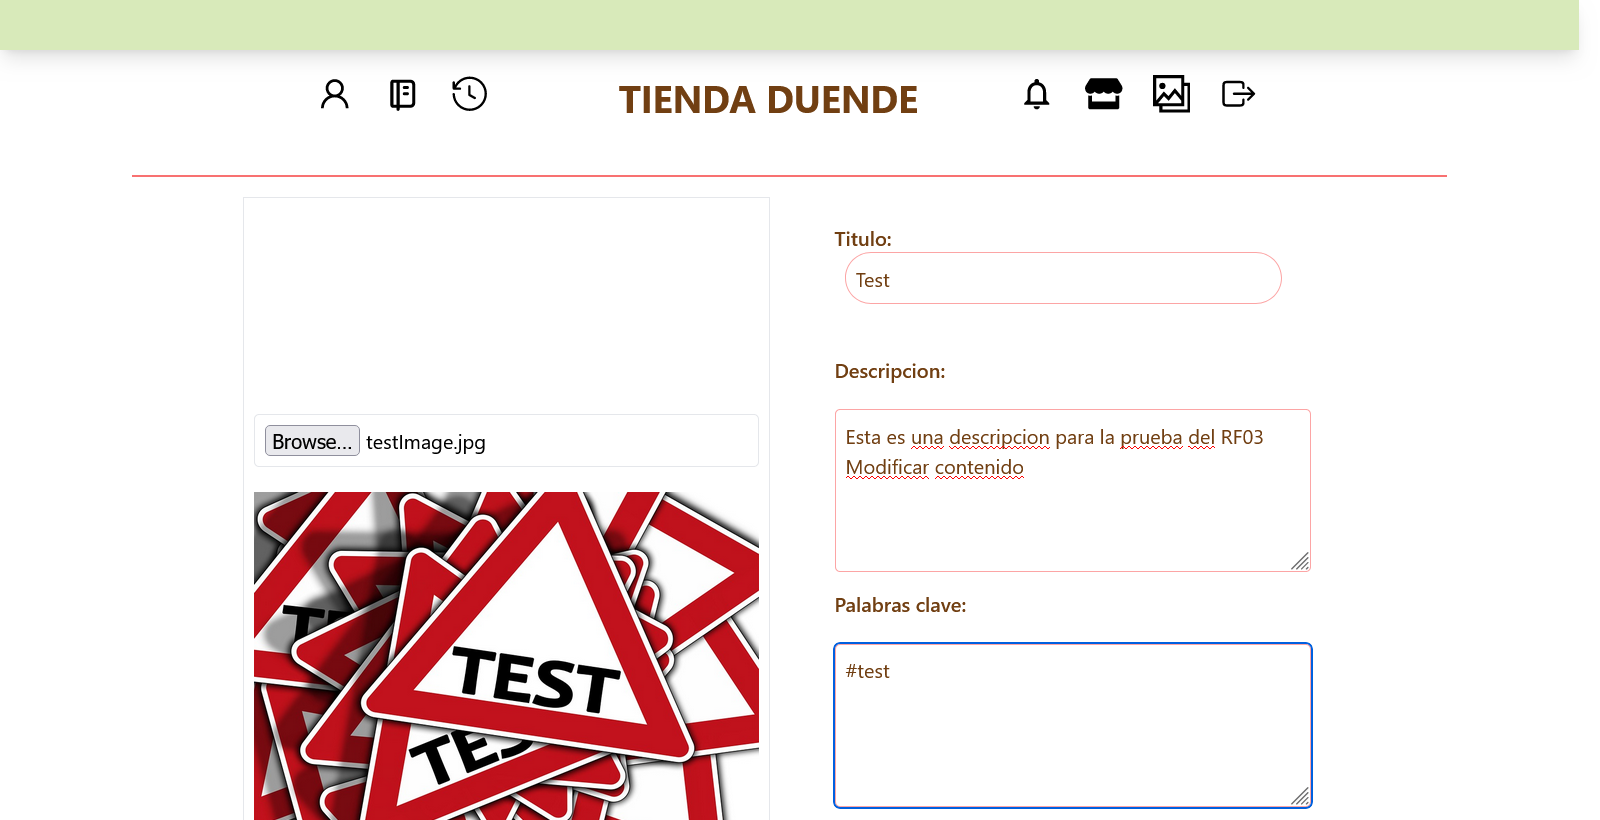 TIENDA DUENDE
Titulo:
Test
Descripcion:
Esta es una descripcion para la prueba del RF03
Modificar contenido
Palabras clave:
#test
Browse... testImage.jpg
TEST
TES